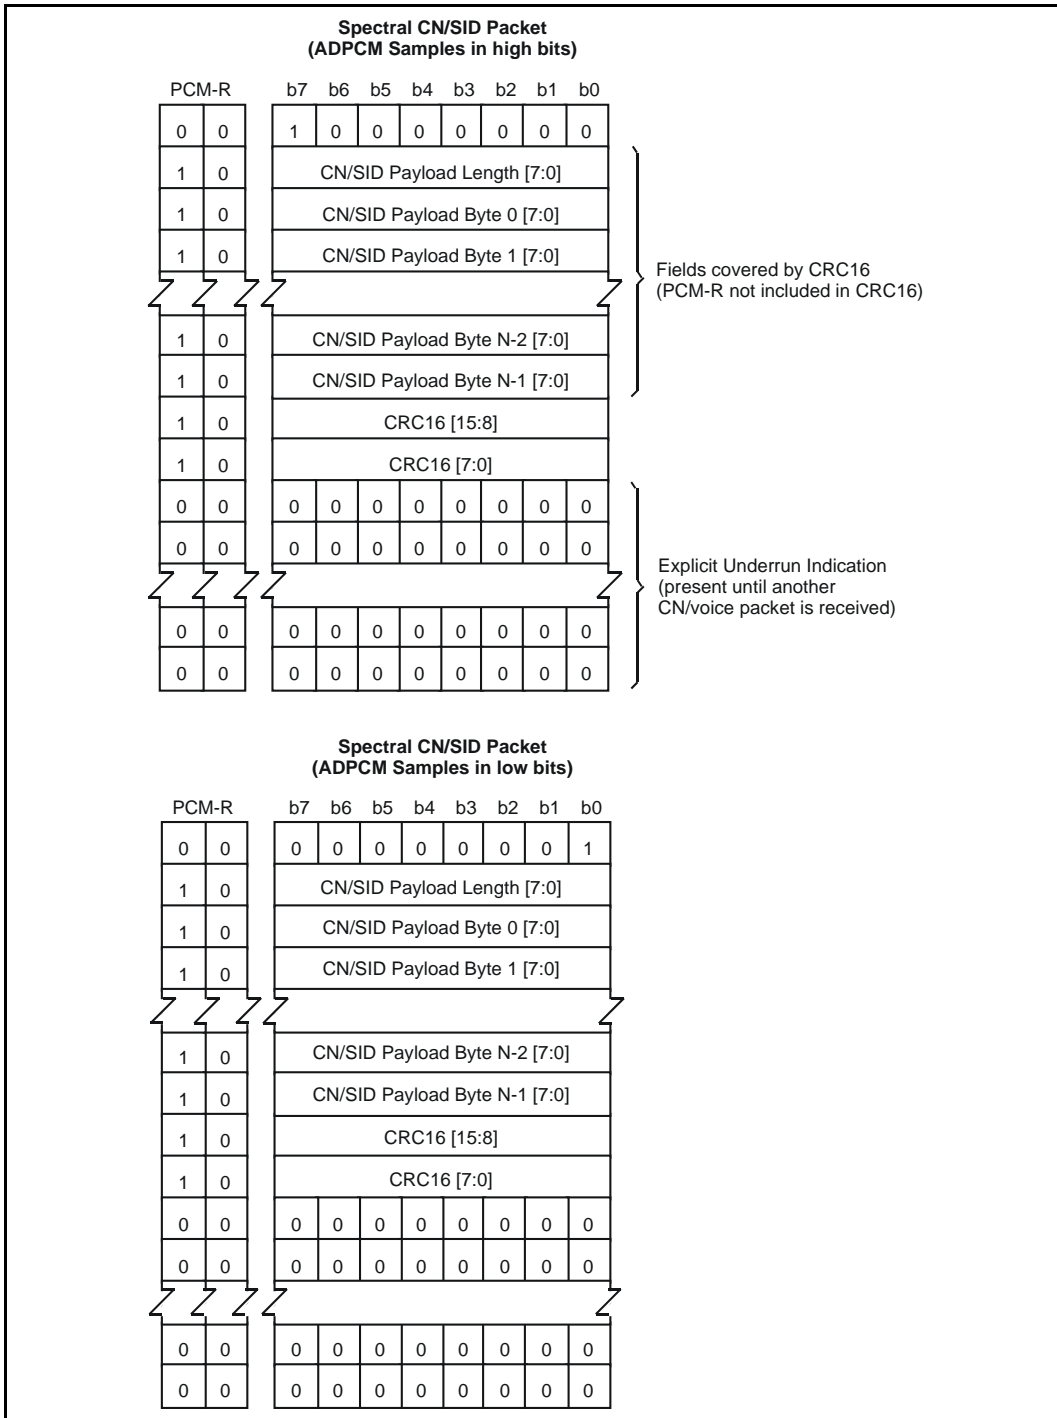 Spectral CN/SID Packet
(ADPCM Samples in high bits)
PCM-R b7 b6 b5 b4 b3 b2 b1 b0
0 0 1 0 0 0 0 0 0 0
1 0 CN/SID Payload Length [7:0]
1 0 CN/SID Payload Byte 0 [7:0]
1 0 CN/SID Payload Byte 1 [7:0]
Fields covered by CRC16
(PCM-R not included in CRC16)
1 0 CN/SID Payload Byte N-2 [7:0]
1 0 CN/SID Payload Byte N-1 [7:0]
1 0 CRC16 [15:8]
1 0 CRC16 [7:0]
0 0 0 0 0 0 0 0 0 0
0 0 0 0 0 0 0 0 0 0
Explicit Underrun Indication
(present until another
CN/voice packet is received)
0 0 0 0 0 0 0 0 0 0
0 0 0 0 0 0 0 0 0 0
Spectral CN/SID Packet
(ADPCM Samples in low bits)
PCM-R b7 b6 b5 b4 b3 b2 b1 b0
0 0 0 0 0 0 0 0 0 1
1 0 CN/SID Payload Length [7:0]
1 0 CN/SID Payload Byte 0 [7:0]
1 0 CN/SID Payload Byte 1 [7:0]
1 0 CN/SID Payload Byte N-2 [7:0]
1 0 CN/SID Payload Byte N-1 [7:0]
1 0 CRC16 [15:8]
1 0 CRC16 [7:0]
0 0 0 0 0 0 0 0 0 0
0 0 0 0 0 0 0 0 0 0
0 0 0 0 0 0 0 0 0 0
0 0 0 0 0 0 0 0 0 0